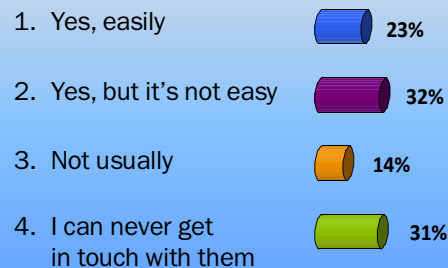 1. Yes, easily 23%
2. Yes, but it's not easy 32%
3. Not usually 14%
4. I can never get 31%
in touch with them